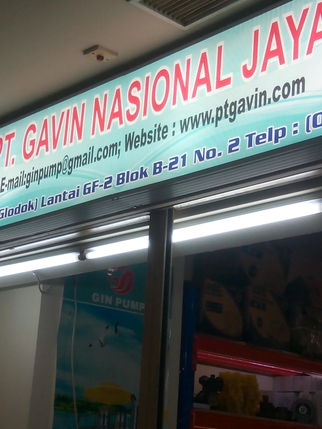 PT. GAVIN NASIONAL JAYA
E-mail:ginpump@gmail.com; Website : www.ptgavin.com
Glodok) Lantai GF-2 Blok B-21 No. 2 Telp : (0
GIN PUMP